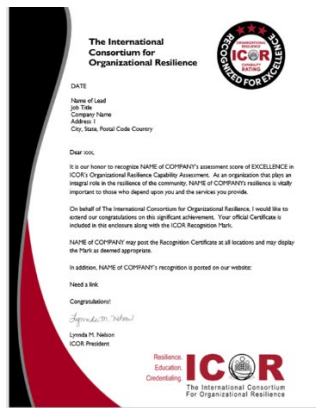 The International
Consortium for
Organizational Resilience
RECOGNIZED FOR EXCELLENCE
ORGANIZATIONAL
RESILIENCE
ICOR
CAPABILITY
RATING
DATE
Name of Lead
Job Title
Company Name
Address 1
City, State, Postal Code Country
Dear xxx,
It is our honor to recognize NAME of COMPANY's assessment score of EXCELLENCE in
ICOR's Organizational Resilience Capability Assessment. As an organization that plays an
integral role in the resilience of the community, NAME of COMPANY's resilience is vitally
important to those who depend upon you and the services you provide.
On behalf of The International Consortium for Organizational Resilience, I would like to
extend our congratulations on this significant achievement. Your official Certificate is
included in this enclosure along with the ICOR Recognition Mark.
NAME of COMPANY may post the Recognition Certificate at all locations and may display
the Mark as deemed appropriate.
In addition, NAME of COMPANY's recognition is posted on our website:
Need a link
Congratulations!
Lynnda M. Nelson
Lynnda M. Nelson
ICOR President
Resilience.
Education.
Credentialing.
ICOR
The International Consortium
For Organizational Resilience